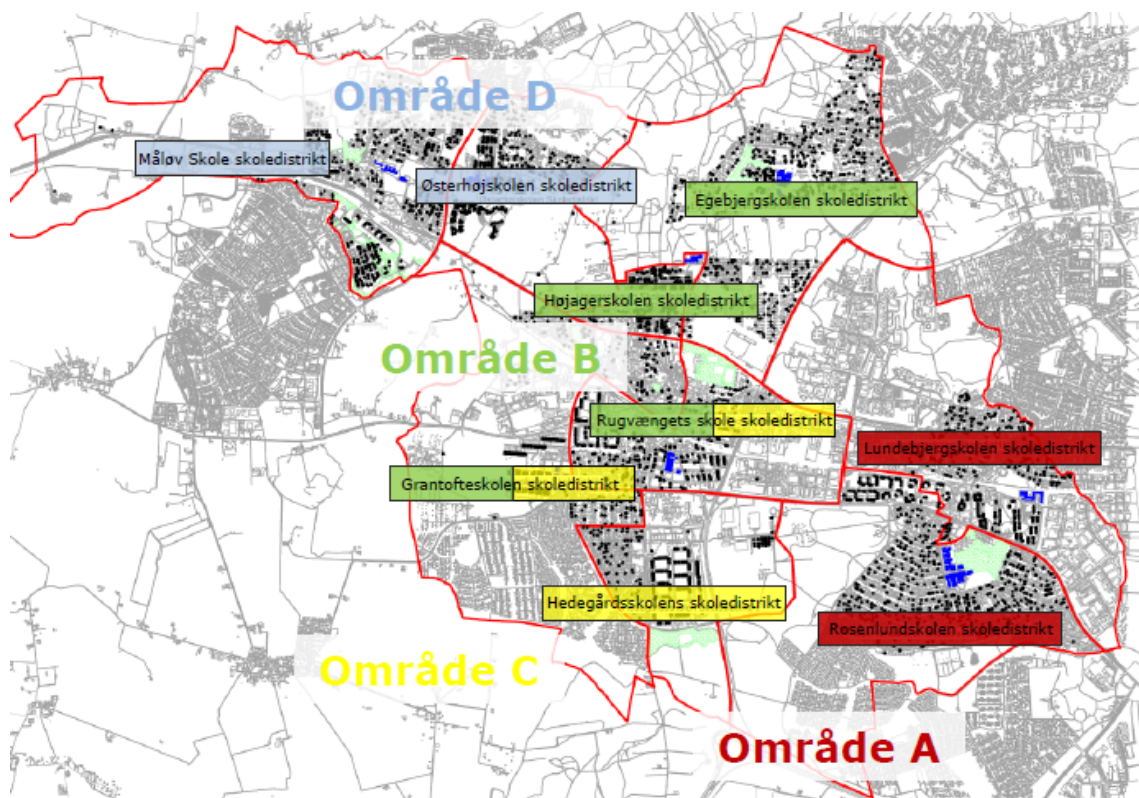 Område D
Måløv Skole skoledistrikt
Østerhøjskolen skoledistrikt
Egebjergskolen skoledistrikt
Højagerskolen skoledistrikt
Område B
Rugvængets skole skoledistrikt
Lundebjergskolen skoledistrikt
Grantofteskolen skoledistrikt
Hedegårdsskolens skoledistrikt
Rosenlundskolen skoledistrikt
Område C
Område A